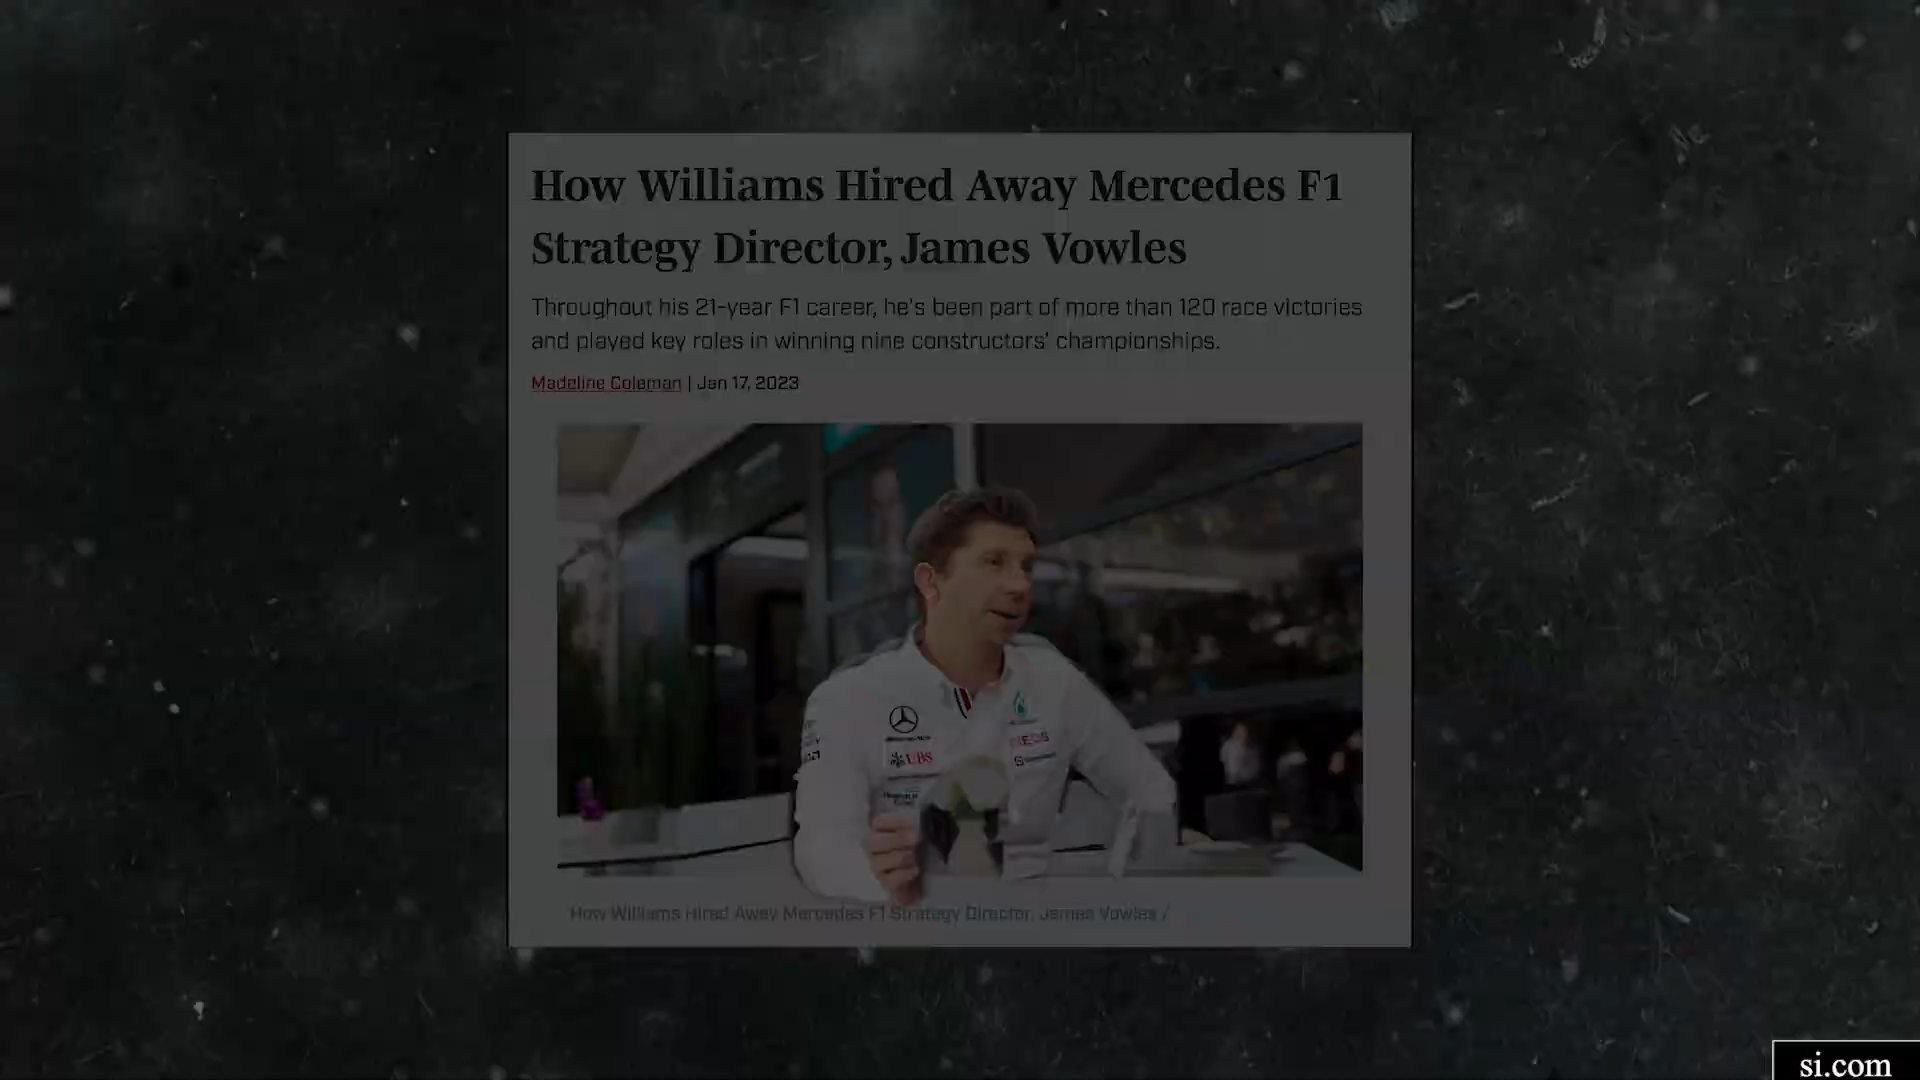 How Williams Hired Away Mercedes F1
Strategy Director, James Vowles
Throughout his 21-year F1 career, he's been part of more than 120 race victories
and played key roles in winning nine constructors' championships.
Madeline Coleman | Jan 17, 2023
UBS
INEOS
How Williams Hired Away Mercedes F1 Strategy Director, James Vowles /
si.com